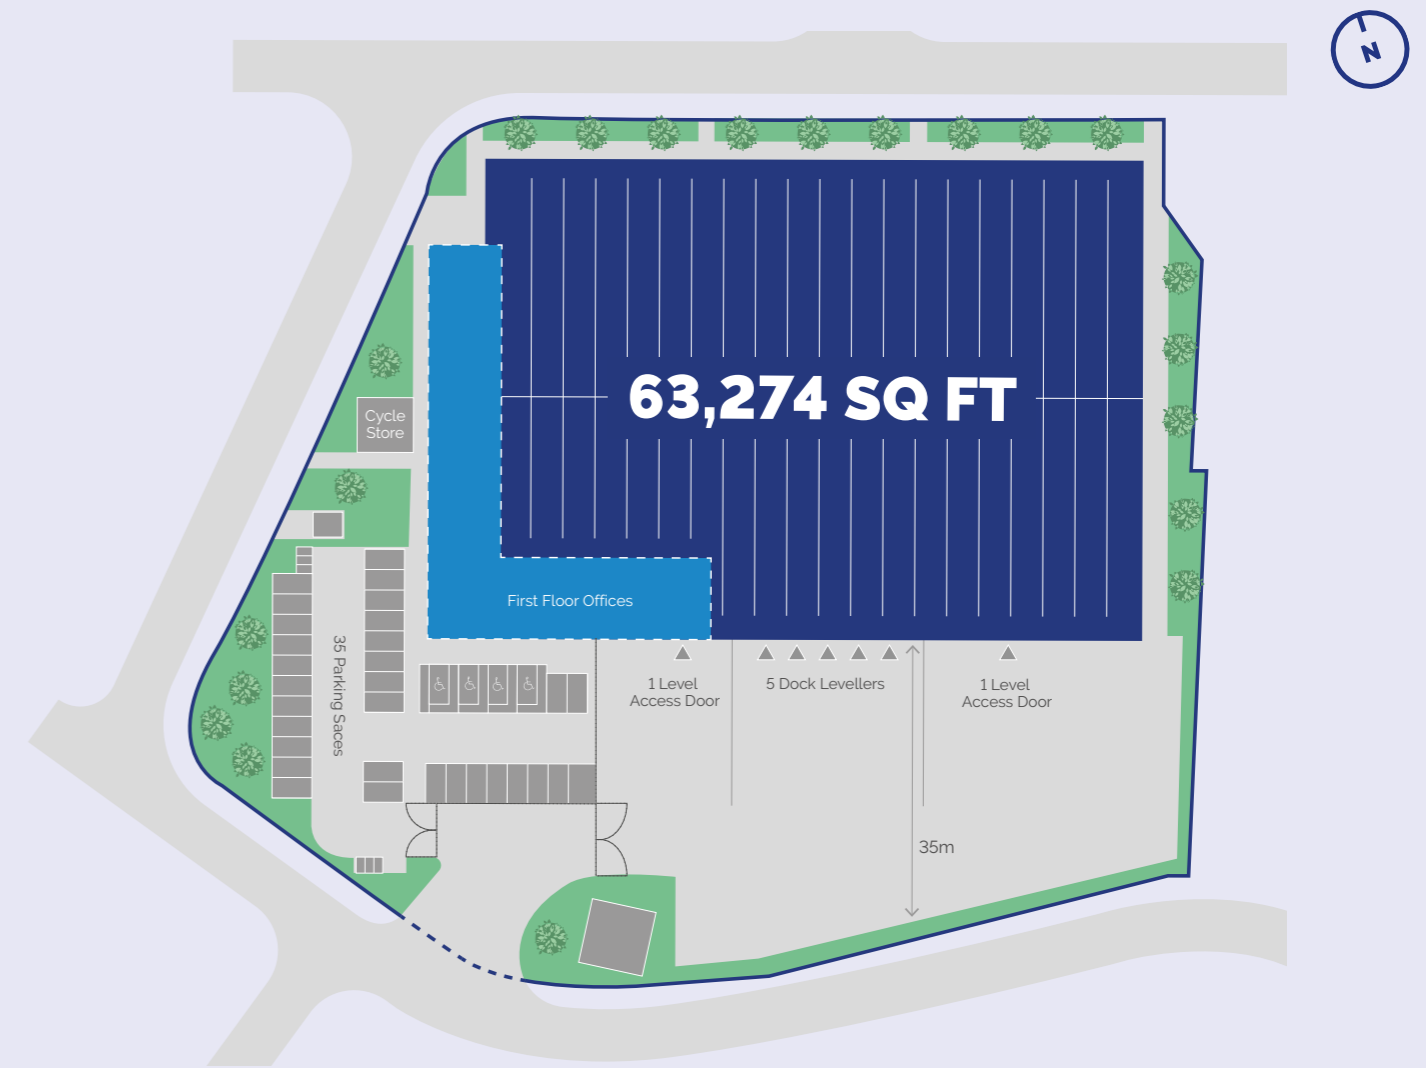 N
63,274 SQ FT
Cycle
Store
First Floor Offices
35 Parking Saces
1 Level
Access Door
5 Dock Levellers
1 Level
Access Door
35m